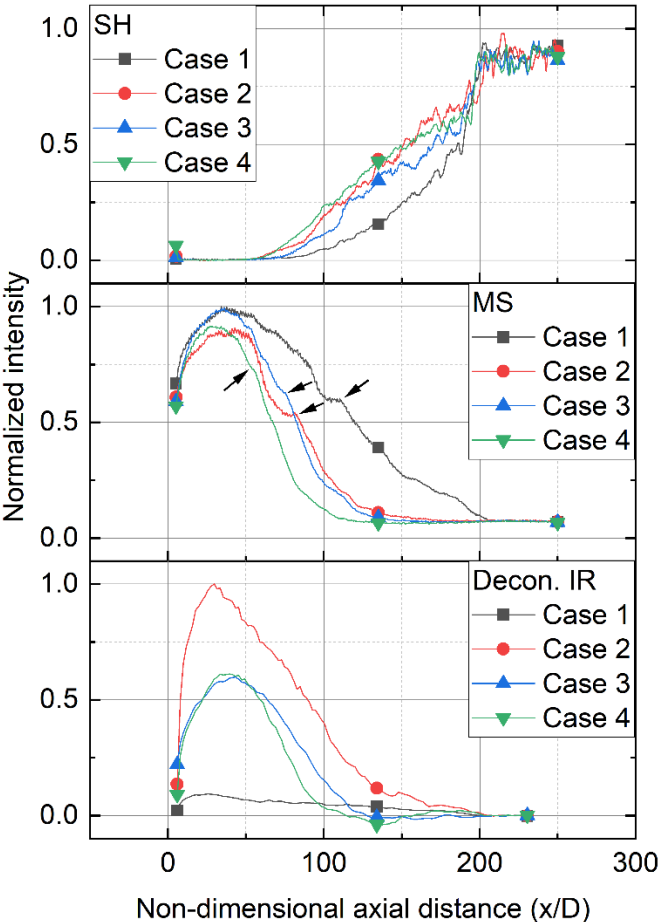 SH
Case 1
Case 2
Case 3
Case 4
1.0
0.5
0.0
MS
Case 1
Case 2
Case 3
Case 4
1.0
0.5
0.0
Normalized intensity
Decon. IR
Case 1
Case 2
Case 3
Case 4
1.0
0.5
0.0
0 100 200 300
Non-dimensional axial distance (x/D)